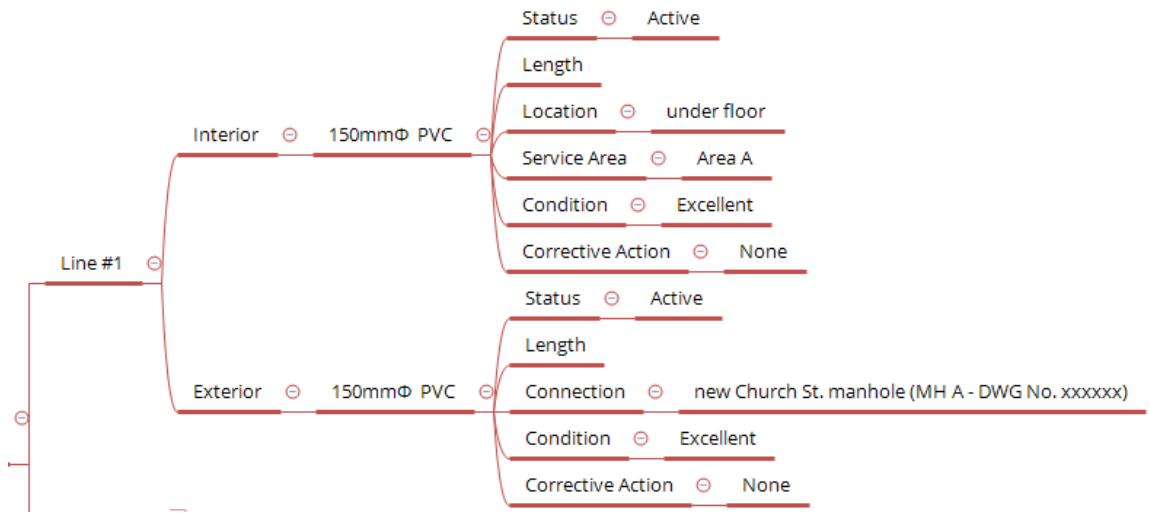 Line #1
Interior
150mmΦ PVC
Status
Active
Length
Location
under floor
Service Area
Area A
Condition
Excellent
Corrective Action
None
Exterior
150mmΦ PVC
Status
Active
Length
Connection
new Church St. manhole (MH A - DWG No. xxxxxx)
Condition
Excellent
Corrective Action
None